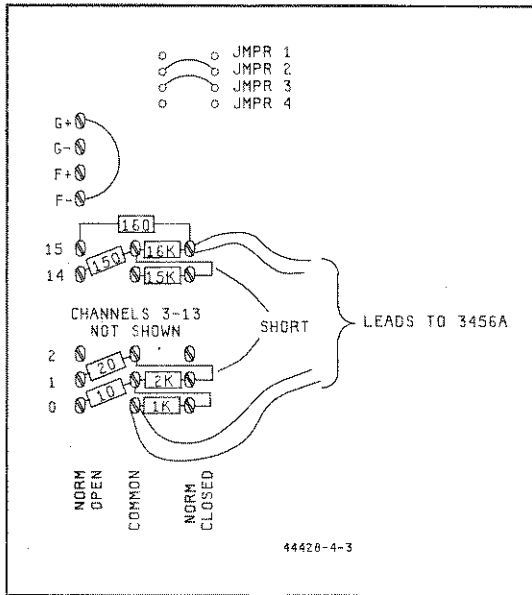 JMPR 1
JMPR 2
JMPR 3
JMPR 4
G+
G-
F+
F-
160
15
150
16K
14
15K
CHANNELS 3-13
NOT SHOWN
SHORT
LEADS TO 3456A
2
20
1
2K
10
0
1K
NORM
OPEN
COMMON
NORM
CLOSED
44428-4-3